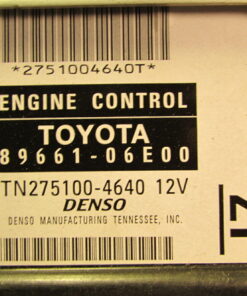 *2751004640T*
ENGINE CONTROL
TOYOTA
89661-06E00
TN275100-4640 12V
DENSO
DENSO MANUFACTURING TENNESSEE, INC.